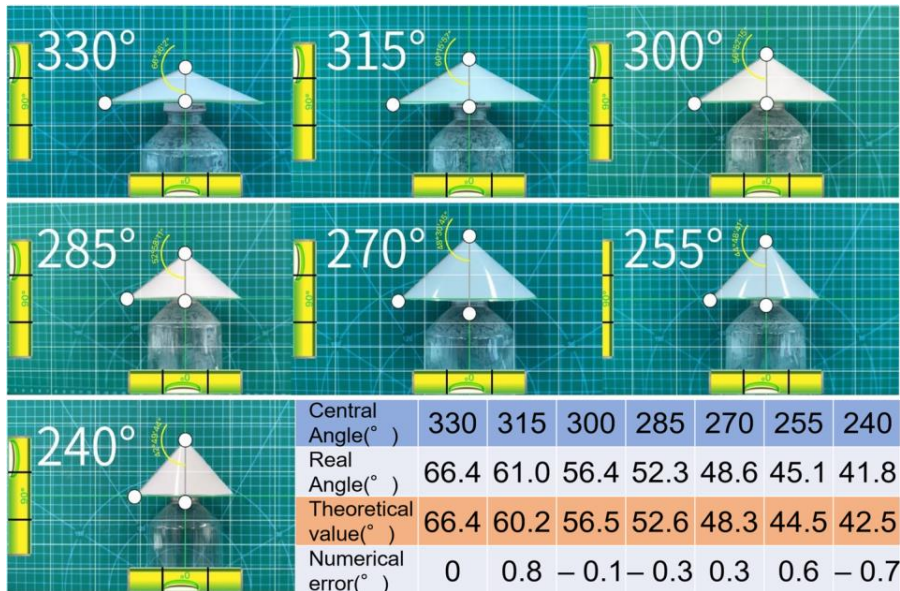 330° 315° 300°
285° 270° 255°
240°
Central
Angle(° ) 330 315 300 285 270 255 240
Real
Angle(° ) 66.4 61.0 56.4 52.3 48.6 45.1 41.8
Theoretical
value(° ) 66.4 60.2 56.5 52.6 48.3 44.5 42.5
Numerical
error(° ) 0 0.8 – 0.1 – 0.3 0.3 0.6 – 0.7